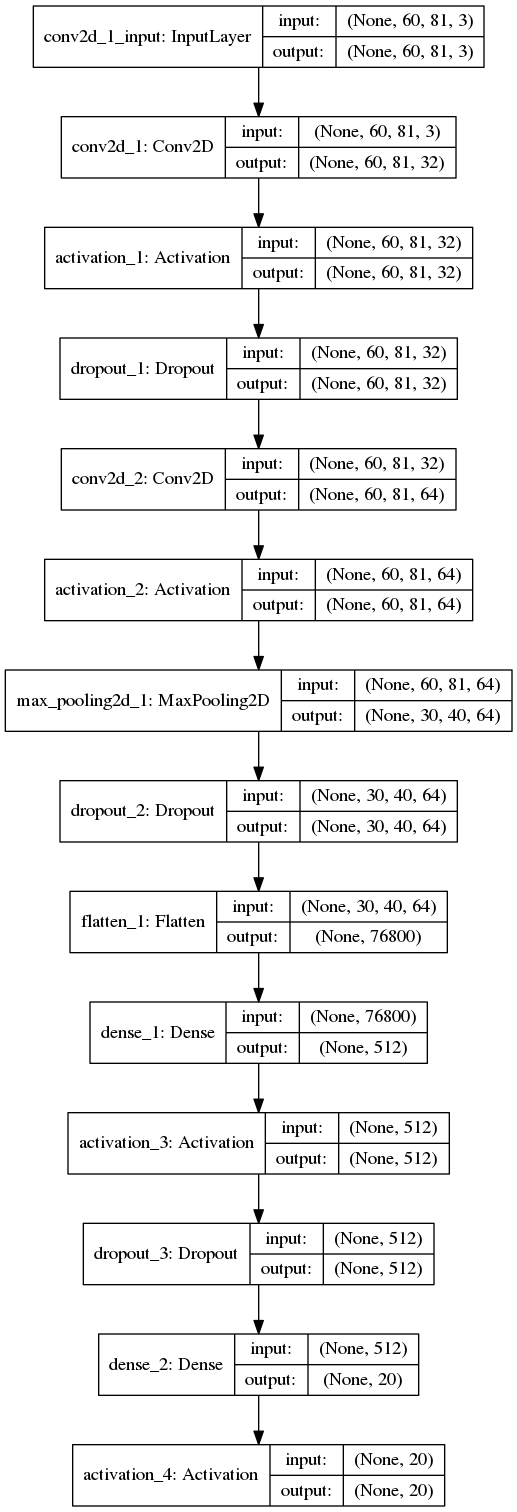 conv2d_1_input: InputLayer
input: (None, 60, 81, 3)
output: (None, 60, 81, 3)
conv2d_1: Conv2D
input: (None, 60, 81, 3)
output: (None, 60, 81, 32)
activation_1: Activation
input: (None, 60, 81, 32)
output: (None, 60, 81, 32)
dropout_1: Dropout
input: (None, 60, 81, 32)
output: (None, 60, 81, 32)
conv2d_2: Conv2D
input: (None, 60, 81, 32)
output: (None, 60, 81, 64)
activation_2: Activation
input: (None, 60, 81, 64)
output: (None, 60, 81, 64)
max_pooling2d_1: MaxPooling2D
input: (None, 60, 81, 64)
output: (None, 30, 40, 64)
dropout_2: Dropout
input: (None, 30, 40, 64)
output: (None, 30, 40, 64)
flatten_1: Flatten
input: (None, 30, 40, 64)
output: (None, 76800)
dense_1: Dense
input: (None, 76800)
output: (None, 512)
activation_3: Activation
input: (None, 512)
output: (None, 512)
dropout_3: Dropout
input: (None, 512)
output: (None, 512)
dense_2: Dense
input: (None, 512)
output: (None, 20)
activation_4: Activation
input: (None, 20)
output: (None, 20)